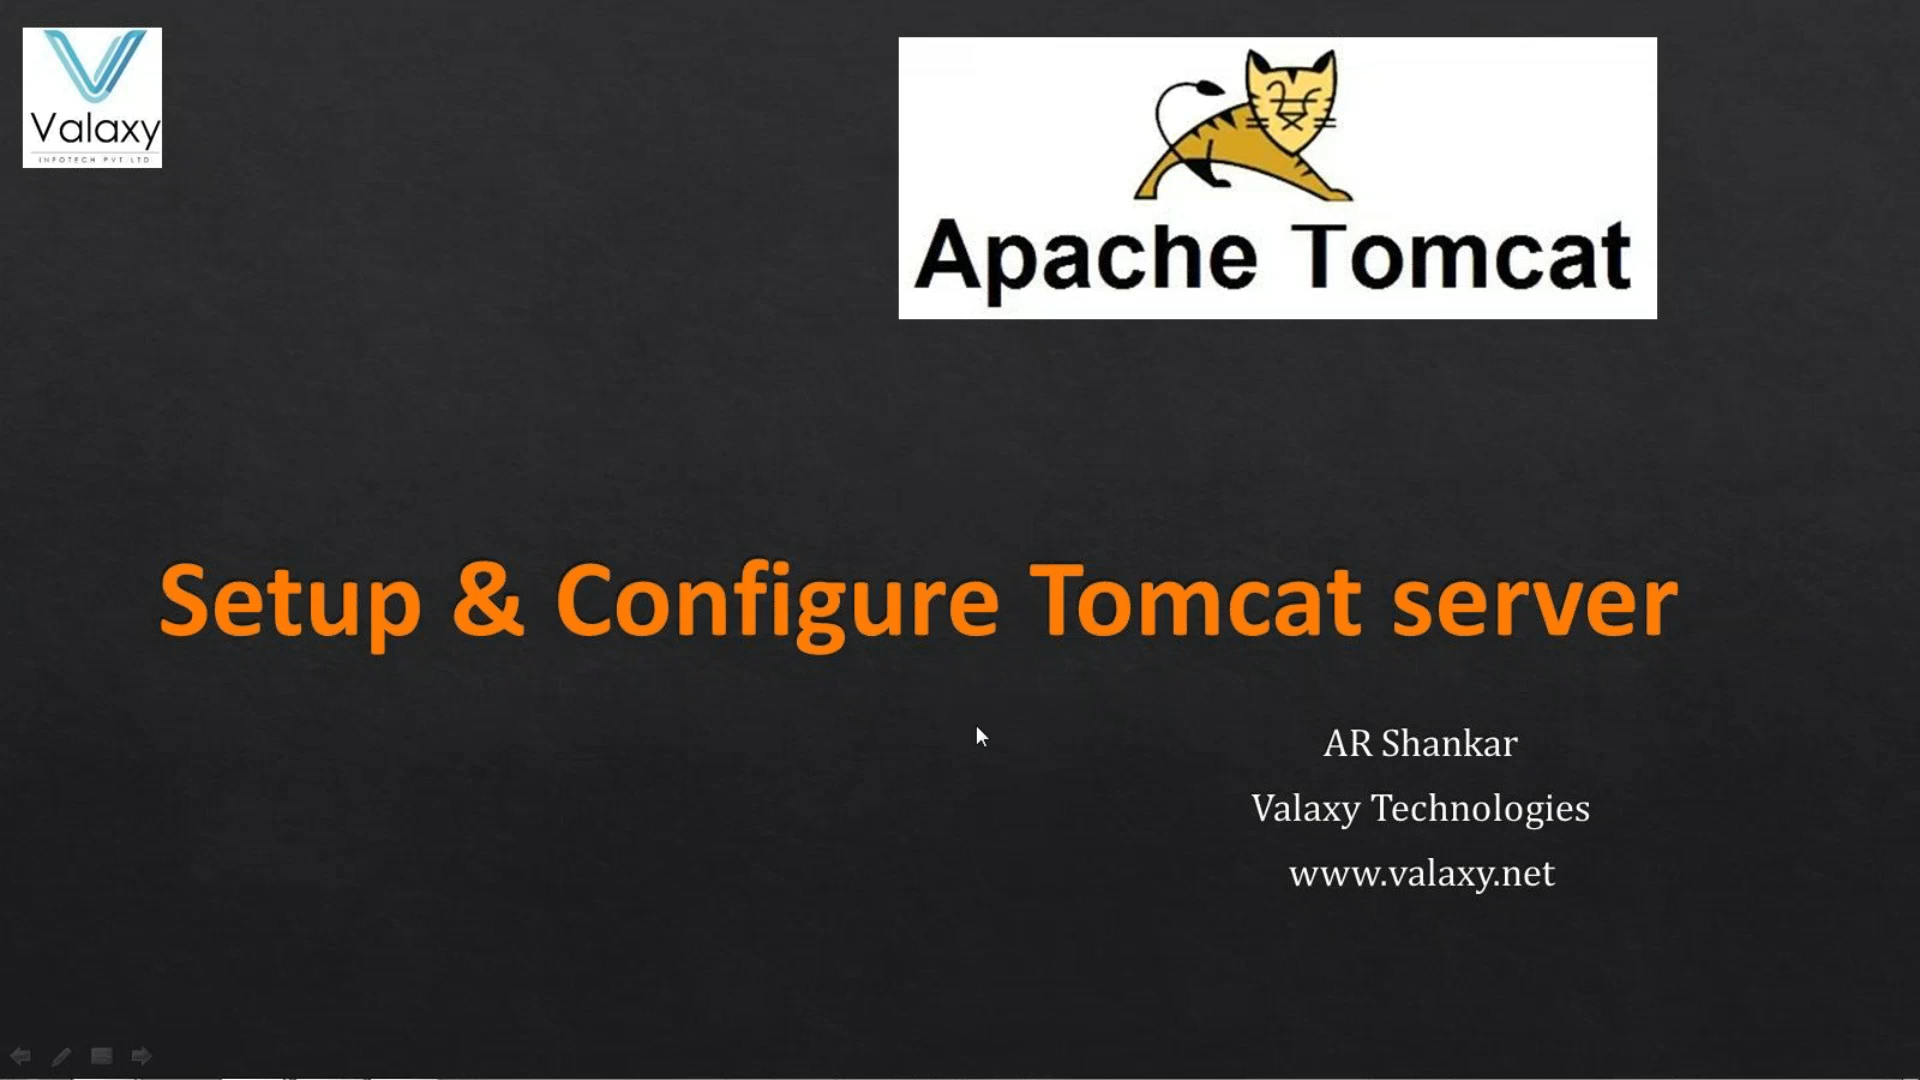 Valaxy
INFOTECH PVT LTD
Apache Tomcat
Setup & Configure Tomcat server
AR Shankar
Valaxy Technologies
www.valaxy.net